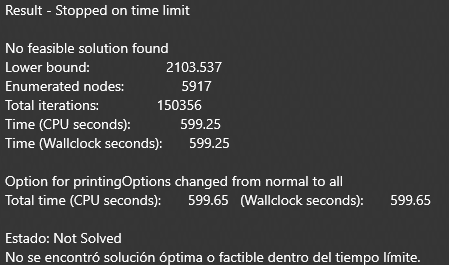 Result - Stopped on time limit
No feasible solution found
Lower bound: 2103.537
Enumerated nodes: 5917
Total iterations: 150356
Time (CPU seconds): 599.25
Time (Wallclock seconds): 599.25
Option for printingOptions changed from normal to all
Total time (CPU seconds): 599.65 (Wallclock seconds): 599.65
Estado: Not Solved
No se encontró solución óptima o factible dentro del tiempo límite.